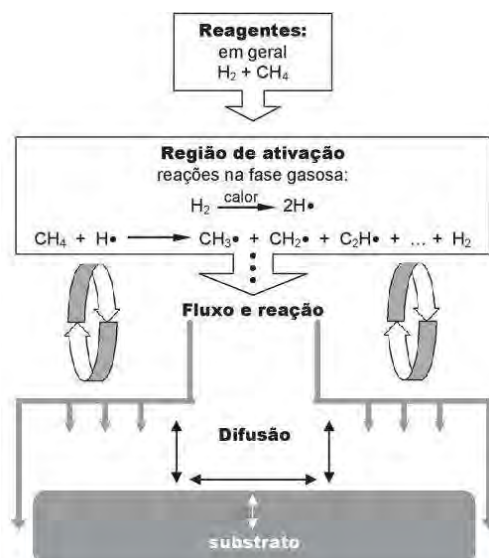 Reagentes:
em geral
H₂ + CH₄
Região de ativação
reações na fase gasosa:
calor
H₂ ⟶ 2H•
CH₄ + H• ⟶ CH₃• + CH₂• + C₂H• + ... + H₂
Fluxo e reação
Difusão
substrato